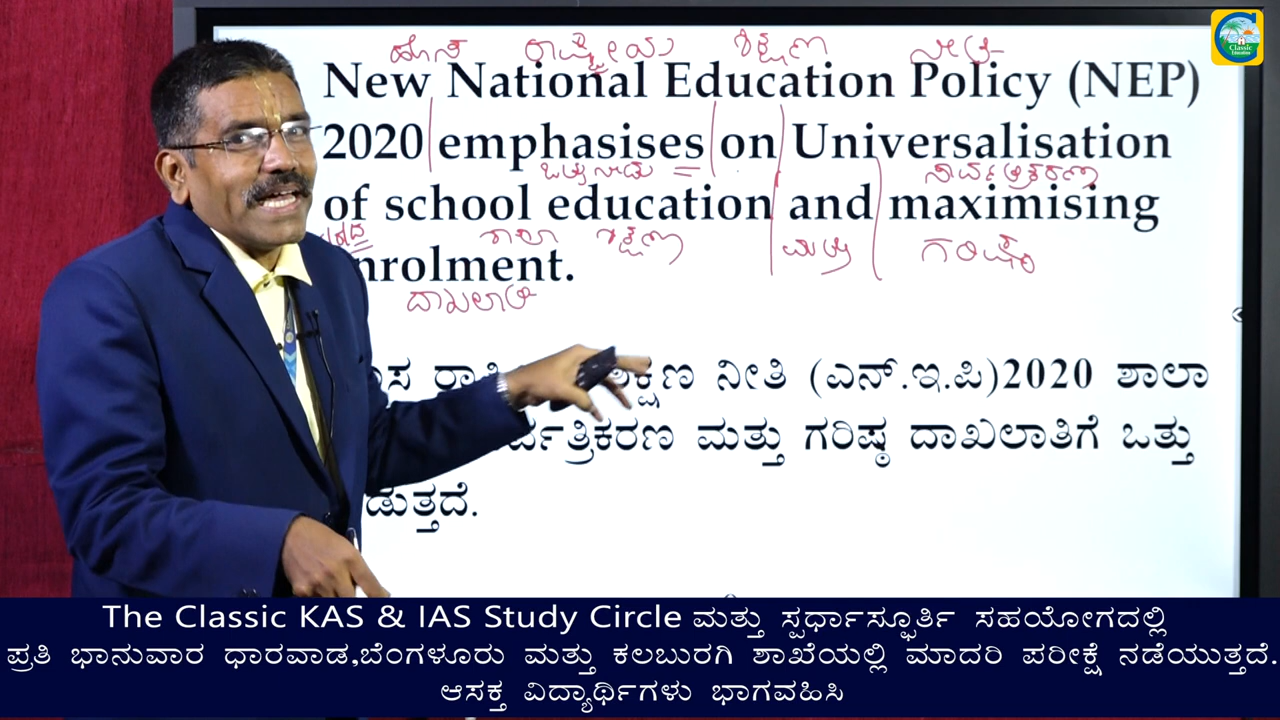 Classic
Education
ಹೊಸ ರಾಷ್ಟ್ರೀಯ ಶಿಕ್ಷಣ ನೀತಿ
New National Education Policy (NEP)
2020 emphasises on Universalisation
ಒತ್ತು ನೀಡು ಸಾರ್ವತ್ರಿಕರಣ
of school education and maximising
ಶಾಲಾ ಶಿಕ್ಷಣ ಮತ್ತು ಗರಿಷ್ಠ
nrolment.
ದಾಖಲಾತಿ
ಸ ಶಿಕ್ಷಣ ನೀತಿ (ಎನ್.ಇ.ಪಿ)2020 ಶಾಲಾ
ರ್ವತ್ರಿಕರಣ ಮತ್ತು ಗರಿಷ್ಠ ದಾಖಲಾತಿಗೆ ಒತ್ತು
ಡುತ್ತದೆ.
The Classic KAS & IAS Study Circle ಮತ್ತು ಸ್ಪರ್ಧಾಸ್ಫೂರ್ತಿ ಸಹಯೋಗದಲ್ಲಿ
ಪ್ರತಿ ಭಾನುವಾರ ಧಾರವಾಡ,ಬೆಂಗಳೂರು ಮತ್ತು ಕಲಬುರಗಿ ಶಾಖೆಯಲ್ಲಿ ಮಾದರಿ ಪರೀಕ್ಷೆ ನಡೆಯುತ್ತದೆ.
ಆಸಕ್ತ ವಿದ್ಯಾರ್ಥಿಗಳು ಭಾಗವಹಿಸಿ